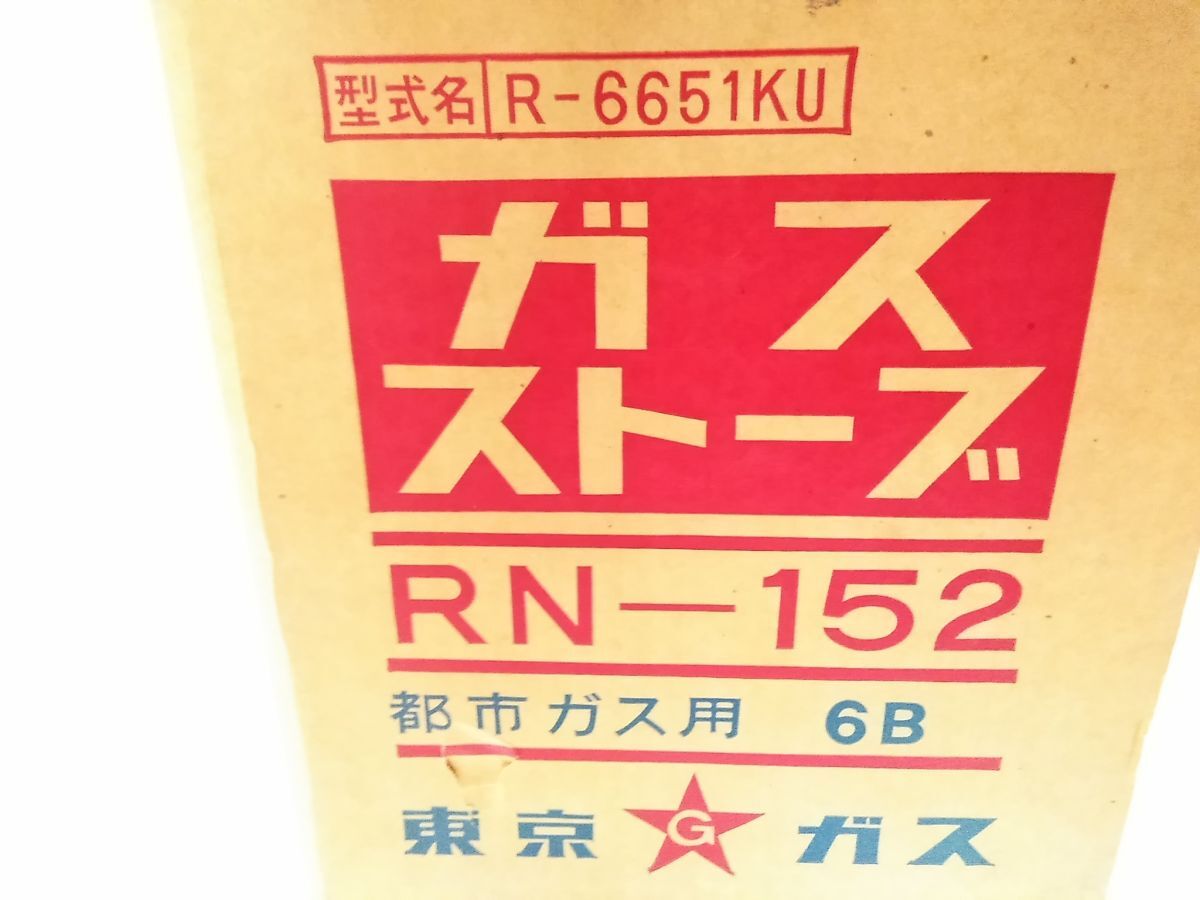 型式名 R-6651KU
ガス
ストーブ
RN-152
都市ガス用 6B
東京 G ガス